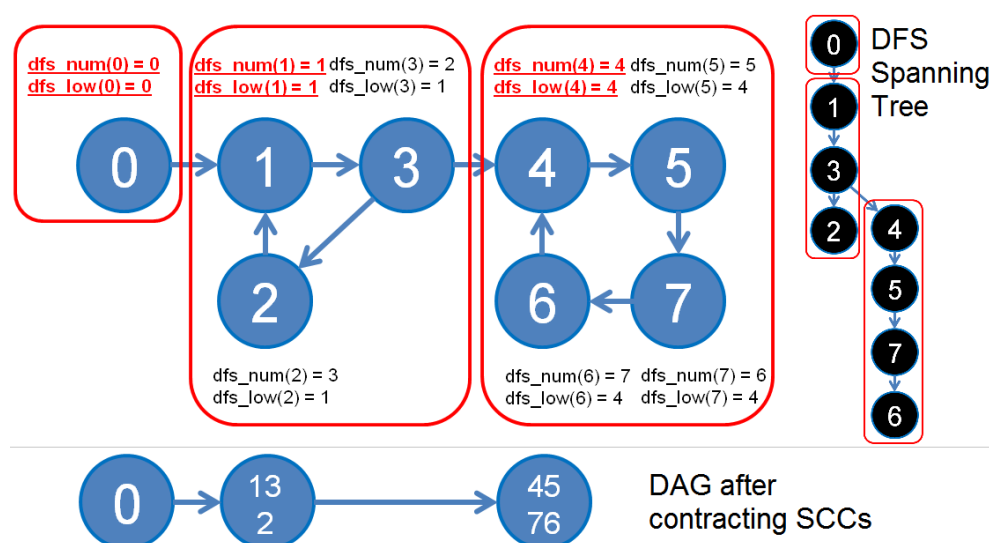 dfs_num(0) = 0
dfs_low(0) = 0
dfs_num(1) = 1
dfs_low(1) = 1
dfs_num(3) = 2
dfs_low(3) = 1
dfs_num(4) = 4
dfs_low(4) = 4
dfs_num(5) = 5
dfs_low(5) = 4
0
1
3
4
5
2
6
7
dfs_num(2) = 3
dfs_low(2) = 1
dfs_num(6) = 7
dfs_low(6) = 4
dfs_num(7) = 6
dfs_low(7) = 4
0
1
3
2
4
5
7
6
DFS
Spanning
Tree
0
13
2
45
76
DAG after
contracting SCCs